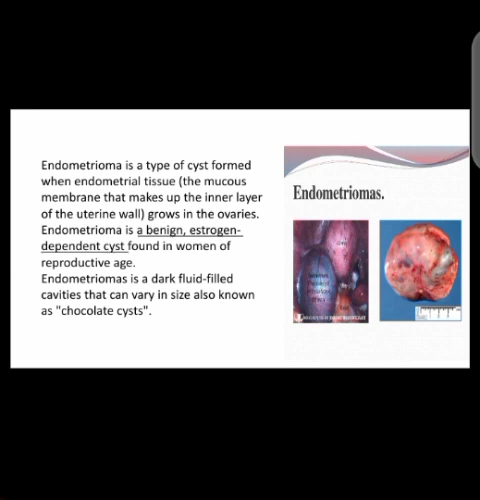 Endometrioma is a type of cyst formed
when endometrial tissue (the mucous
membrane that makes up the inner layer
of the uterine wall) grows in the ovaries.
Endometrioma is a benign, estrogen-
dependent cyst found in women of
reproductive age.
Endometriomas is a dark fluid-filled
cavities that can vary in size also known
as "chocolate cysts".
Endometriomas.